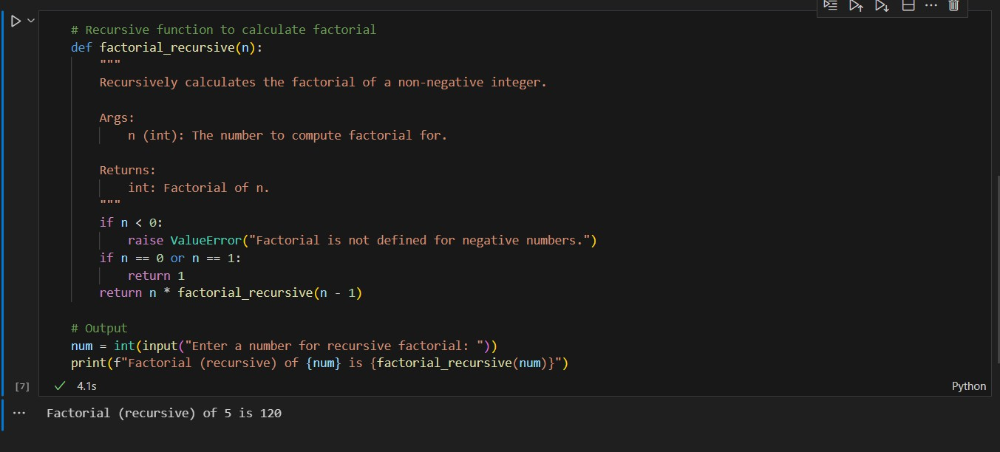 # Recursive function to calculate factorial
def factorial_recursive(n):
    """
    Recursively calculates the factorial of a non-negative integer.

    Args:
        n (int): The number to compute factorial for.

    Returns:
        int: Factorial of n.
    """
    if n < 0:
        raise ValueError("Factorial is not defined for negative numbers.")
    if n == 0 or n == 1:
        return 1
    return n * factorial_recursive(n - 1)

# Output
num = int(input("Enter a number for recursive factorial: "))
print(f"Factorial (recursive) of {num} is {factorial_recursive(num)}")
[7] 4.1s Python
Factorial (recursive) of 5 is 120